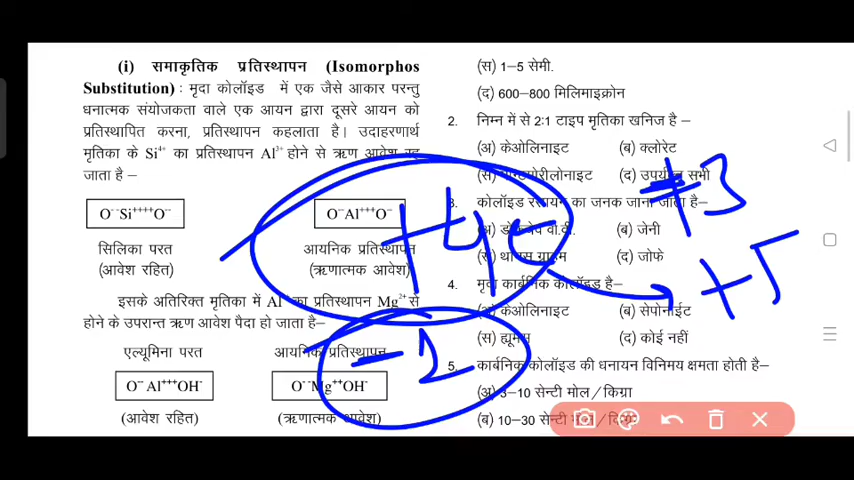 (i) समाकृतिक प्रतिस्थापन (Isomorphos
Substitution) : मृदा कोलॉइड में एक जैसे आकार परन्तु
धनात्मक संयोजकता वाले एक आयन द्वारा दूसरे आयन को
प्रतिस्थापित करना, प्रतिस्थापन कहलाता है। उदाहरणार्थ
मृतिका के Si⁴⁺ का प्रतिस्थापन Al³⁺ होने से ऋण आवेश रह
जाता है –
O⁻⁻Si⁺⁺⁺⁺O⁻⁻
O⁻Al⁺⁺⁺O⁻
सिलिका परत
आयनिक प्रतिस्थापन
(आवेश रहित)
(ऋणात्मक आवेश)
इसके अतिरिक्त मृतिका में का प्रतिस्थापन Mg²⁺ से
होने के उपरान्त ऋण आवेश पैदा हो जाता है–
एल्यूमिना परत
आयनिक प्रतिस्थापन
O⁻⁻Al⁺⁺⁺OH⁻
O⁻⁻Mg⁺⁺OH⁻
(आवेश रहित)
(ऋणात्मक आवेश)
(स) 1–5 सेमी.
(द) 600–800 मिलिमाइक्रोन
2. निम्न में से 2:1 टाइप मृतिका खनिज है –
(अ) केओलिनाइट (ब) क्लोरेट
(द) उपर्युक्त सभी
3. कोलॉइड रसायन का जनक जाना जाता है–
(ब) जेनी
(स) थामस ग्राहम (द) जोफे
4. मृदा कार्बनिक कोलॉइड है–
(अ) केओलिनाइट (ब) सेपोनाईट
(स) ह्यूमस (द) कोई नहीं
5. कार्बनिक कोलॉइड की धनायन विनिमय क्षमता होती है–
(अ) 3–10 सेन्टी मोल/किग्रा
(ब) 10–30 सेन्टी
+3
+4
+5
-2